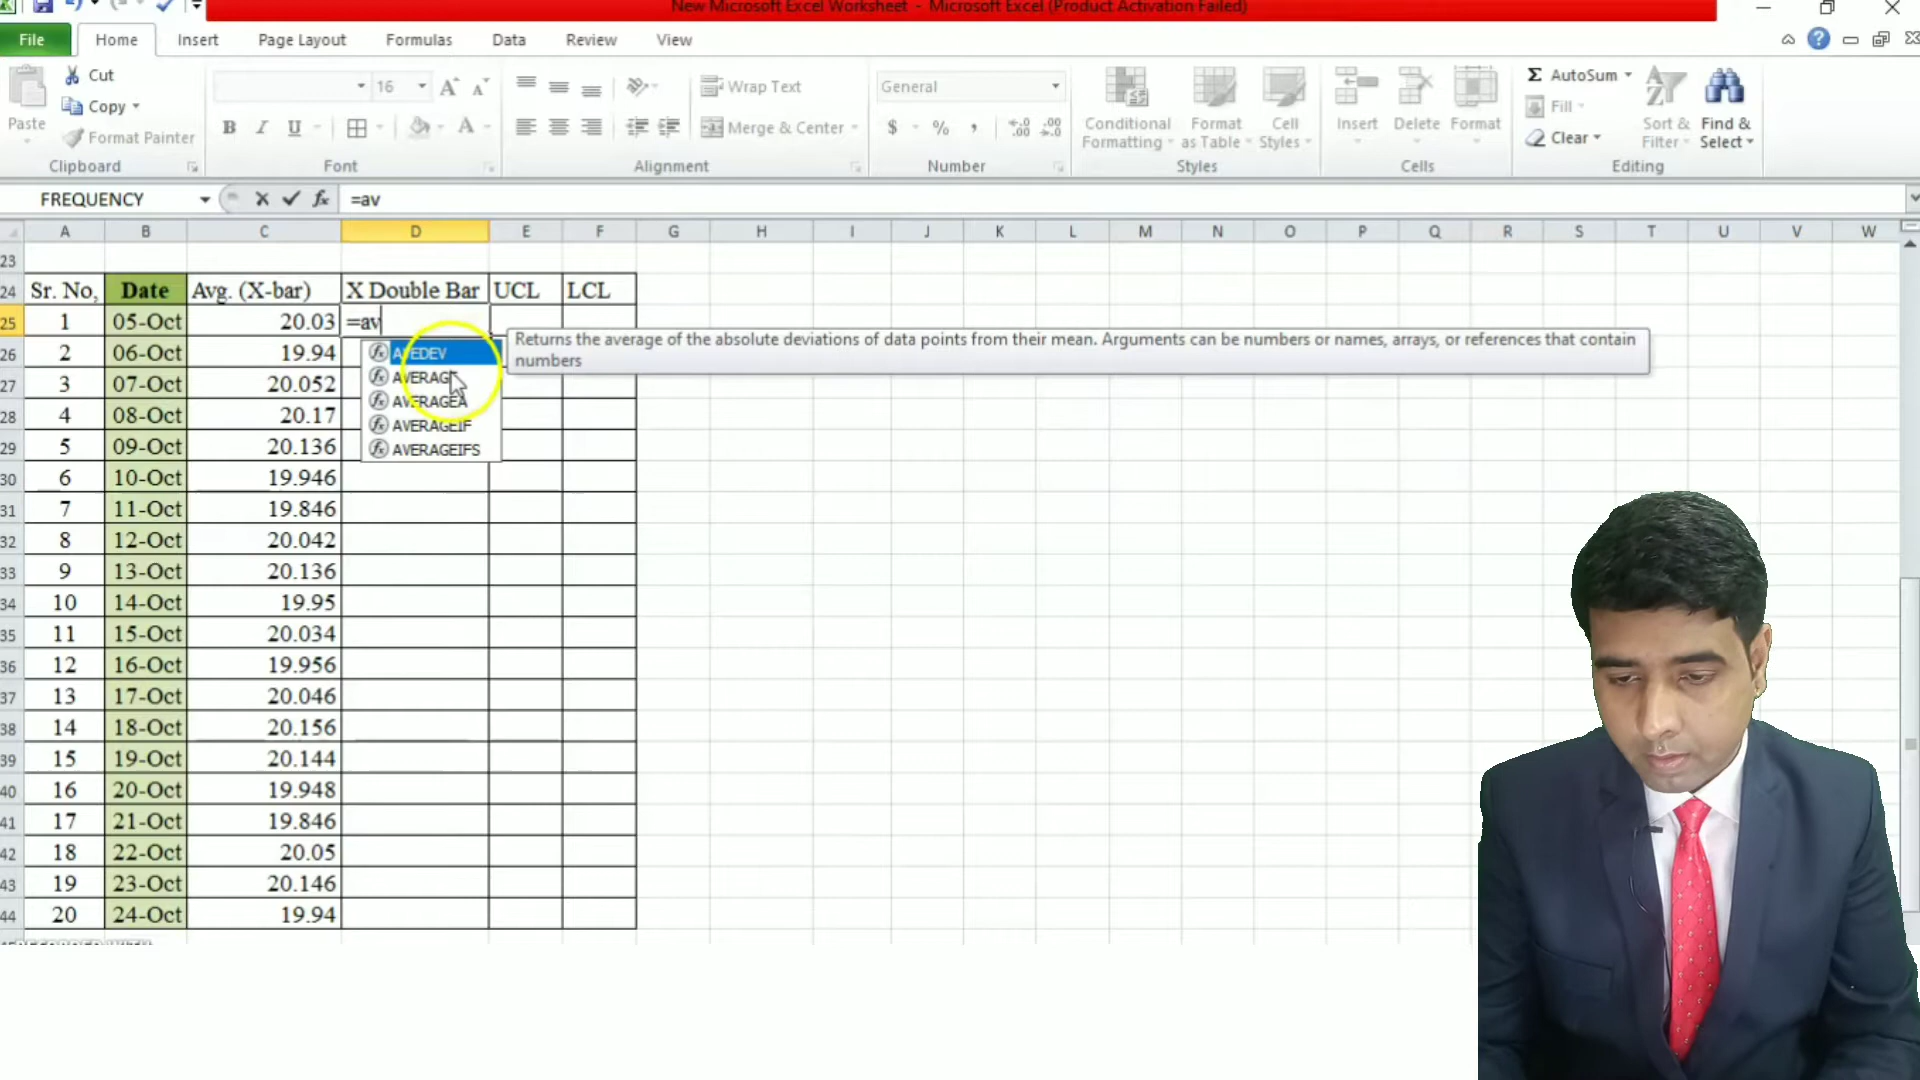 New Microsoft Excel Worksheet - Microsoft Excel (Product Activation Failed)
File Home Insert Page Layout Formulas Data Review View
Paste
Cut
Copy
Format Painter
Clipboard
16
B I U
A
Font
Wrap Text
Merge & Center
Alignment
General
$ % ,
Number
Conditional Formatting
Format as Table
Cell Styles
Styles
Insert Delete Format
Cells
Σ AutoSum
Fill
Clear
Sort & Filter
Find & Select
Editing
FREQUENCY fx =av
A B C D E F G H I J K L M N O P Q R S T U V W
23
24 Sr. No, Date Avg. (X-bar) X Double Bar UCL LCL
25 1 05-Oct 20.03 =av
26 2 06-Oct 19.94
27 3 07-Oct 20.052
28 4 08-Oct 20.17
29 5 09-Oct 20.136
30 6 10-Oct 19.946
31 7 11-Oct 19.846
32 8 12-Oct 20.042
33 9 13-Oct 20.136
34 10 14-Oct 19.95
35 11 15-Oct 20.034
36 12 16-Oct 19.956
37 13 17-Oct 20.046
38 14 18-Oct 20.156
39 15 19-Oct 20.144
40 16 20-Oct 19.948
41 17 21-Oct 19.846
42 18 22-Oct 20.05
43 19 23-Oct 20.146
44 20 24-Oct 19.94
AVEDEV
AVERAGE
AVERAGEA
AVERAGEIF
AVERAGEIFS
Returns the average of the absolute deviations of data points from their mean. Arguments can be numbers or names, arrays, or references that contain
numbers